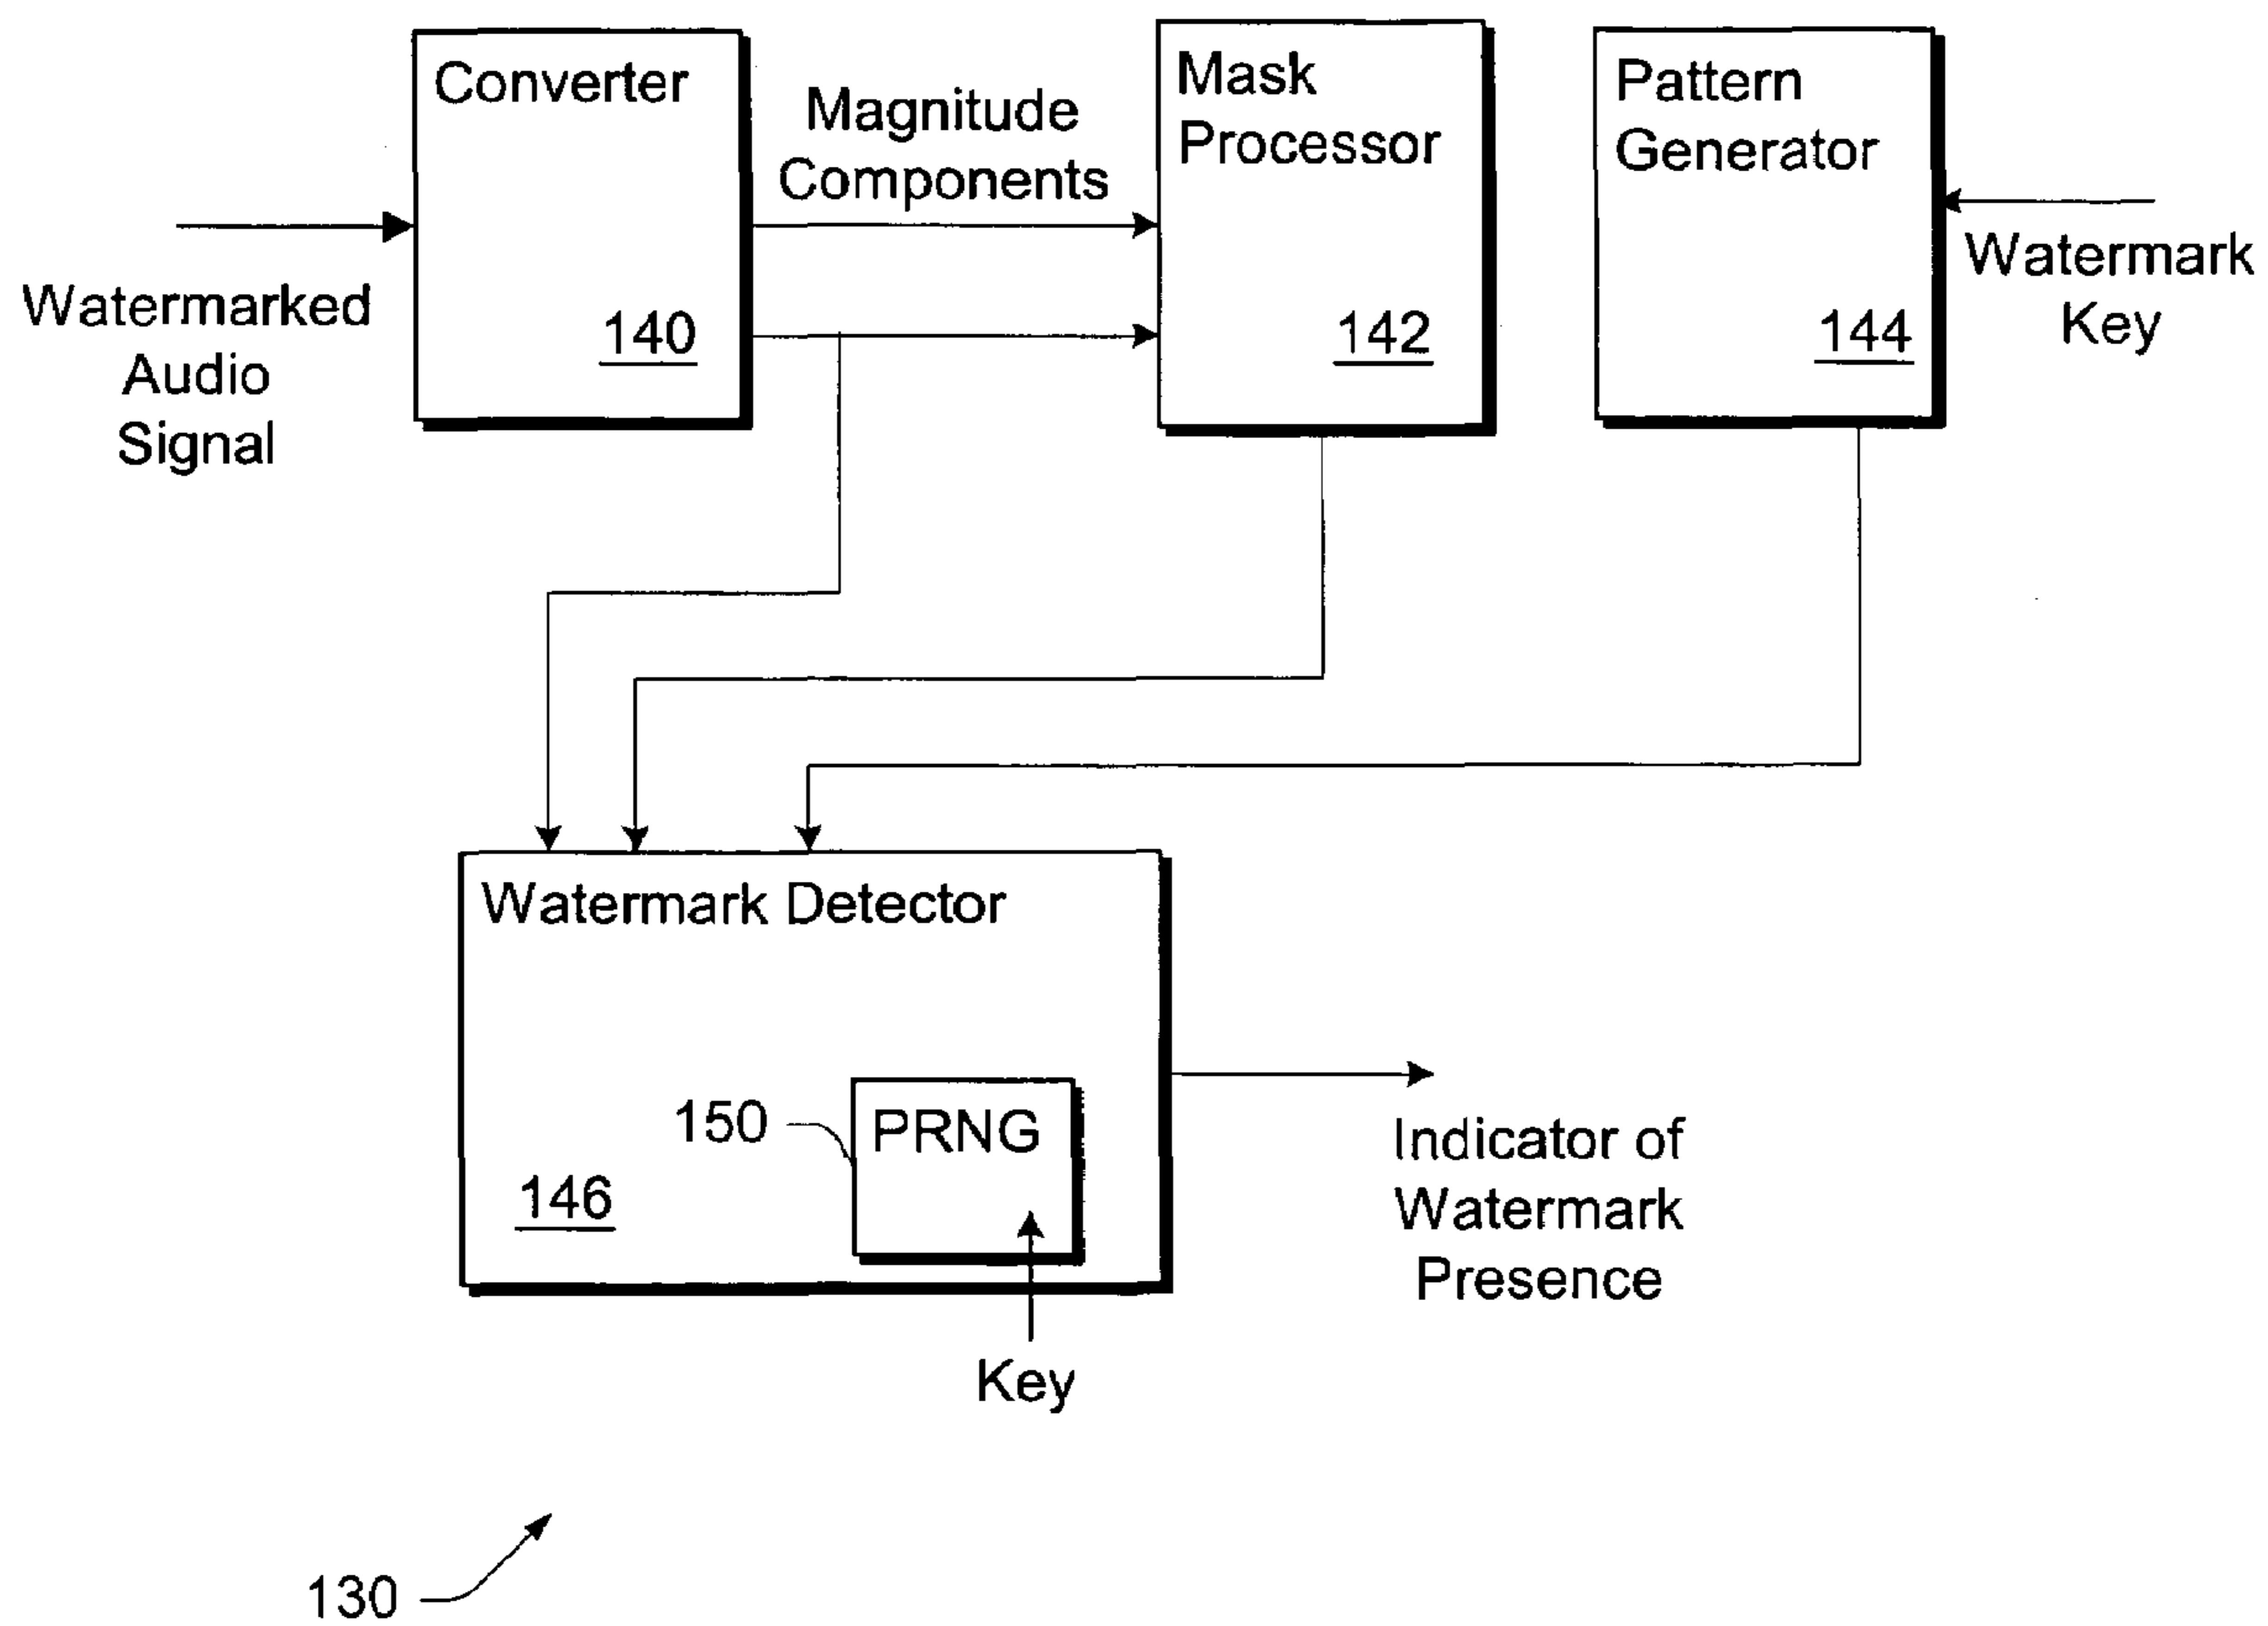 Converter
140
Magnitude
Components
Mask
Processor
142
Pattern
Generator
144
Watermarked
Audio
Signal
Watermark
Key
Watermark Detector
146
150
PRNG
Key
Indicator of
Watermark
Presence
130